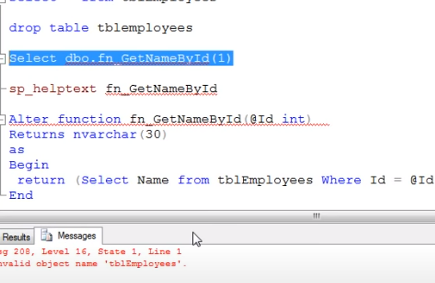 drop table tblemployees
Select dbo.fn_GetNameById(1)
sp_helptext fn_GetNameById
Alter function fn_GetNameById(@Id int)
Returns nvarchar(30)
as
Begin
return (Select Name from tblEmployees Where Id = @Id
End
Results Messages
sg 208, Level 16, State 1, Line 1
nvalid object name 'tblEmployees'.